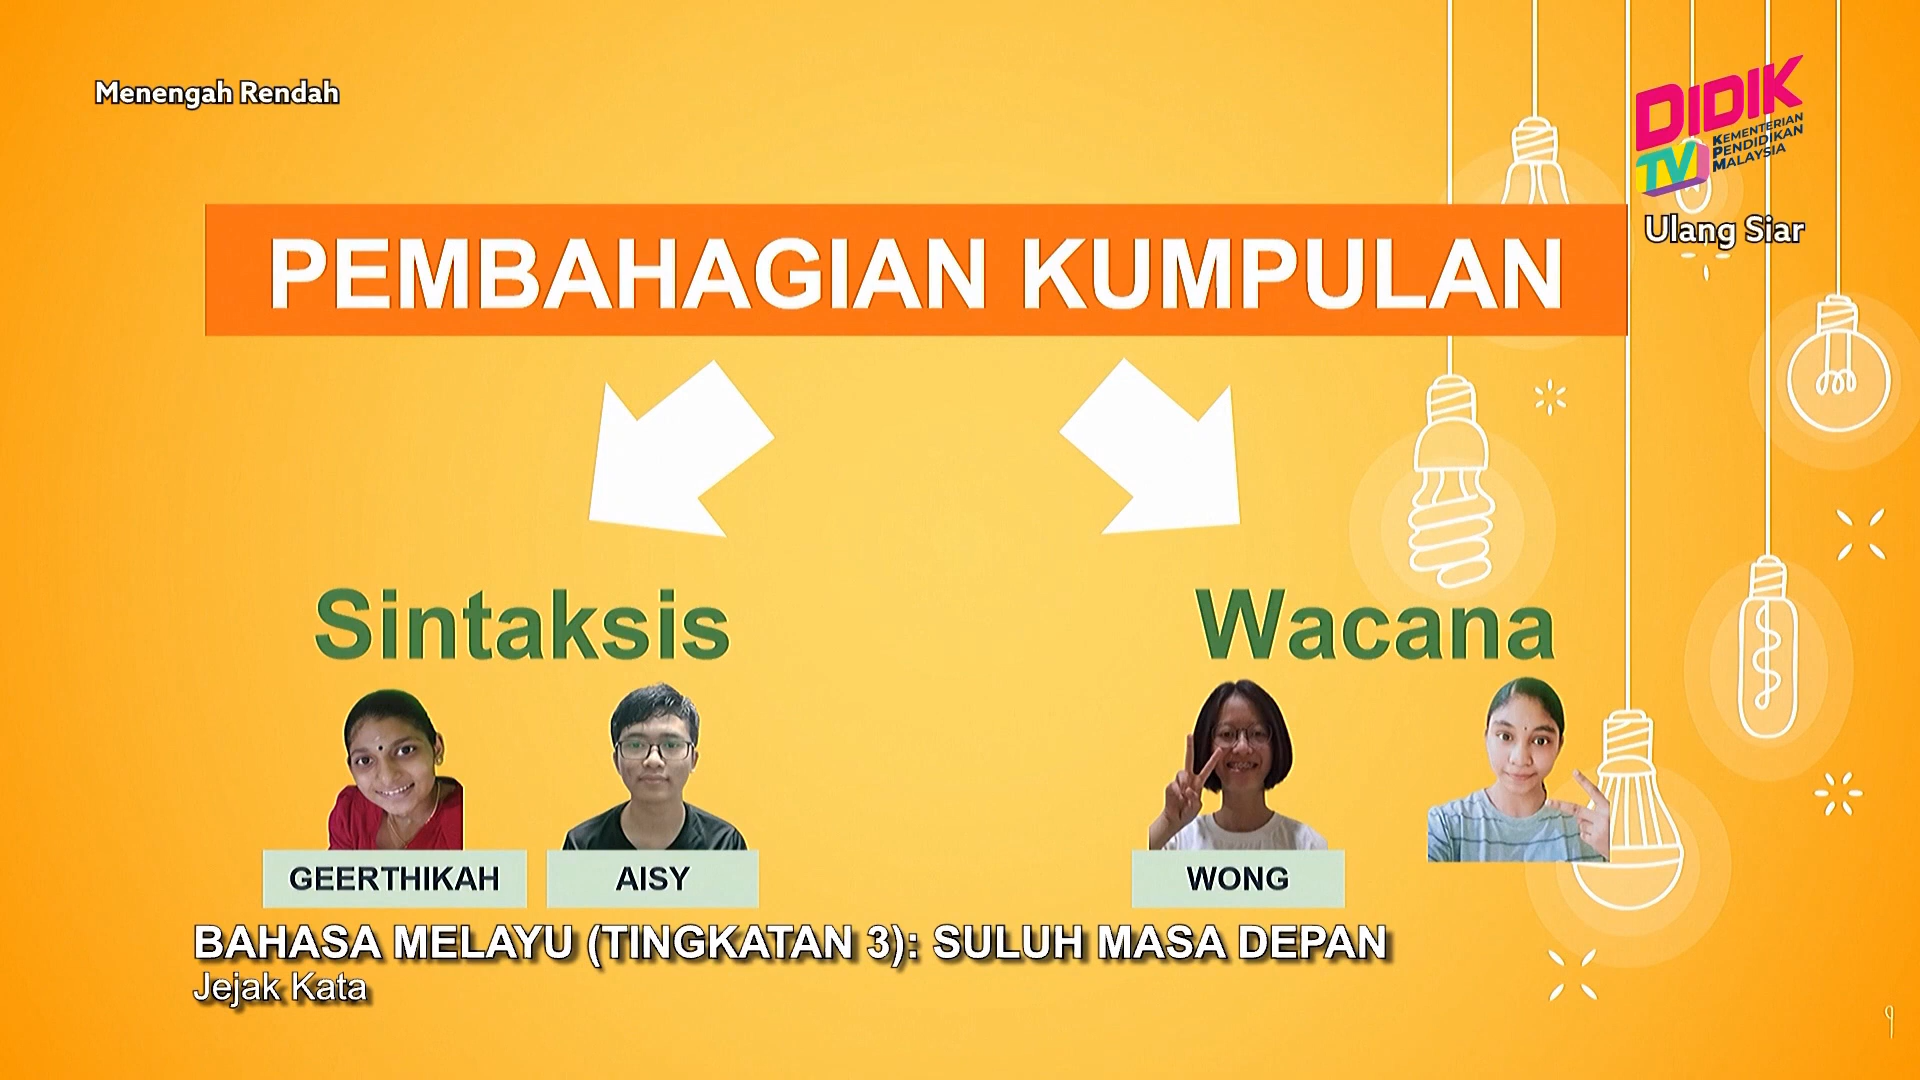 Menengah Rendah
DIDIK
TV
KEMENTERIAN
PENDIDIKAN
MALAYSIA
Ulang Siar
PEMBAHAGIAN KUMPULAN
Sintaksis
Wacana
GEERTHIKAH
AISY
WONG
BAHASA MELAYU (TINGKATAN 3): SULUH MASA DEPAN
Jejak Kata
9